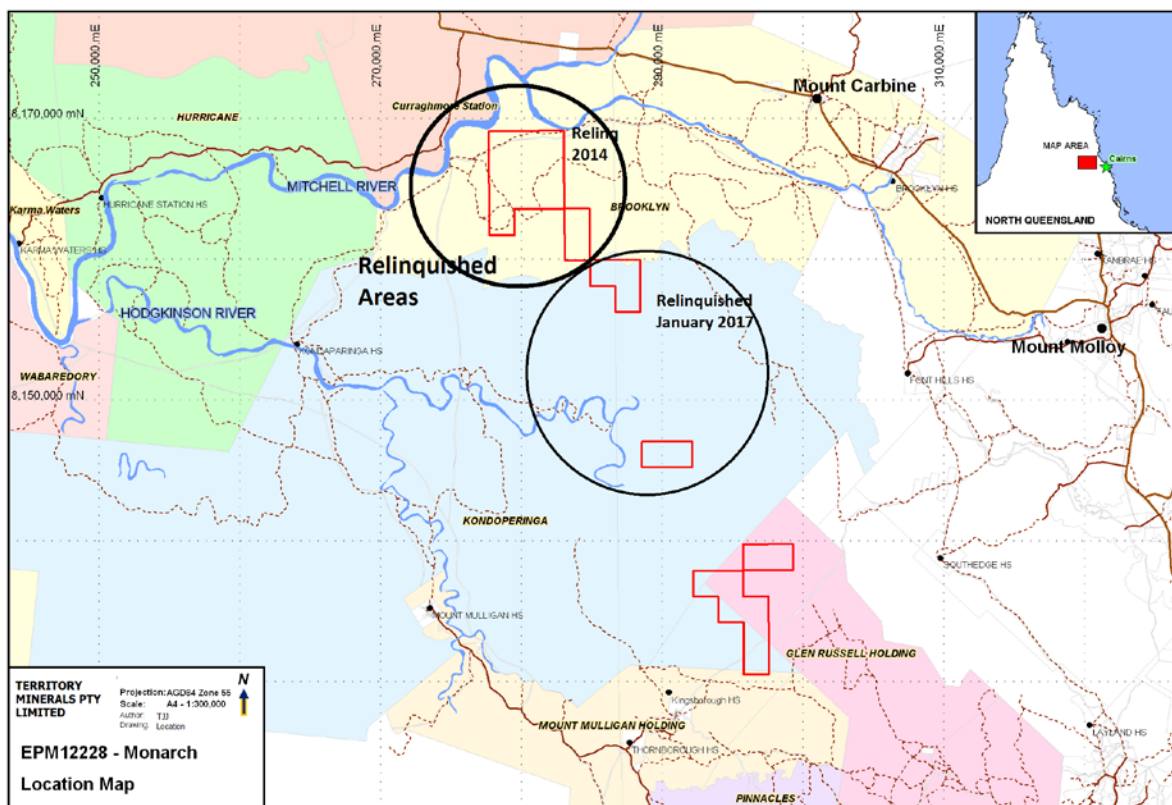 250,000 mE
270,000 mE
290,000 mE
310,000 mE
8,170,000 mN
8,150,000 mN
HURRICANE
Curraghmore Station
Mount Carbine
MAP AREA
Cairns
NORTH QUEENSLAND
Relinq
2014
MITCHELL RIVER
HURRICANE STATION HS
BROOKLYN HS
BROOKLYN
Karma Waters
KARMA WATERS HS
Relinquished
Areas
Relinquished
January 2017
HODGKINSON RIVER
KONDAPARINGA HS
Mount Molloy
WABAREDORY
FONT HILLS HS
KONDOPERINGA
SOUTHEDGE HS
MOUNT MULLIGAN HS
GLEN RUSSELL HOLDING
Kingsborough HS
MOUNT MULLIGAN HOLDING
THORNBOROUGH HS
LAYLAND HS
PINNACLES
TERRITORY
MINERALS PTY
LIMITED
Projection: AGD84 Zone 55
Scale: A4 - 1:300,000
Author: TJJ
Drawing: Location
N
EPM12228 - Monarch
Location Map